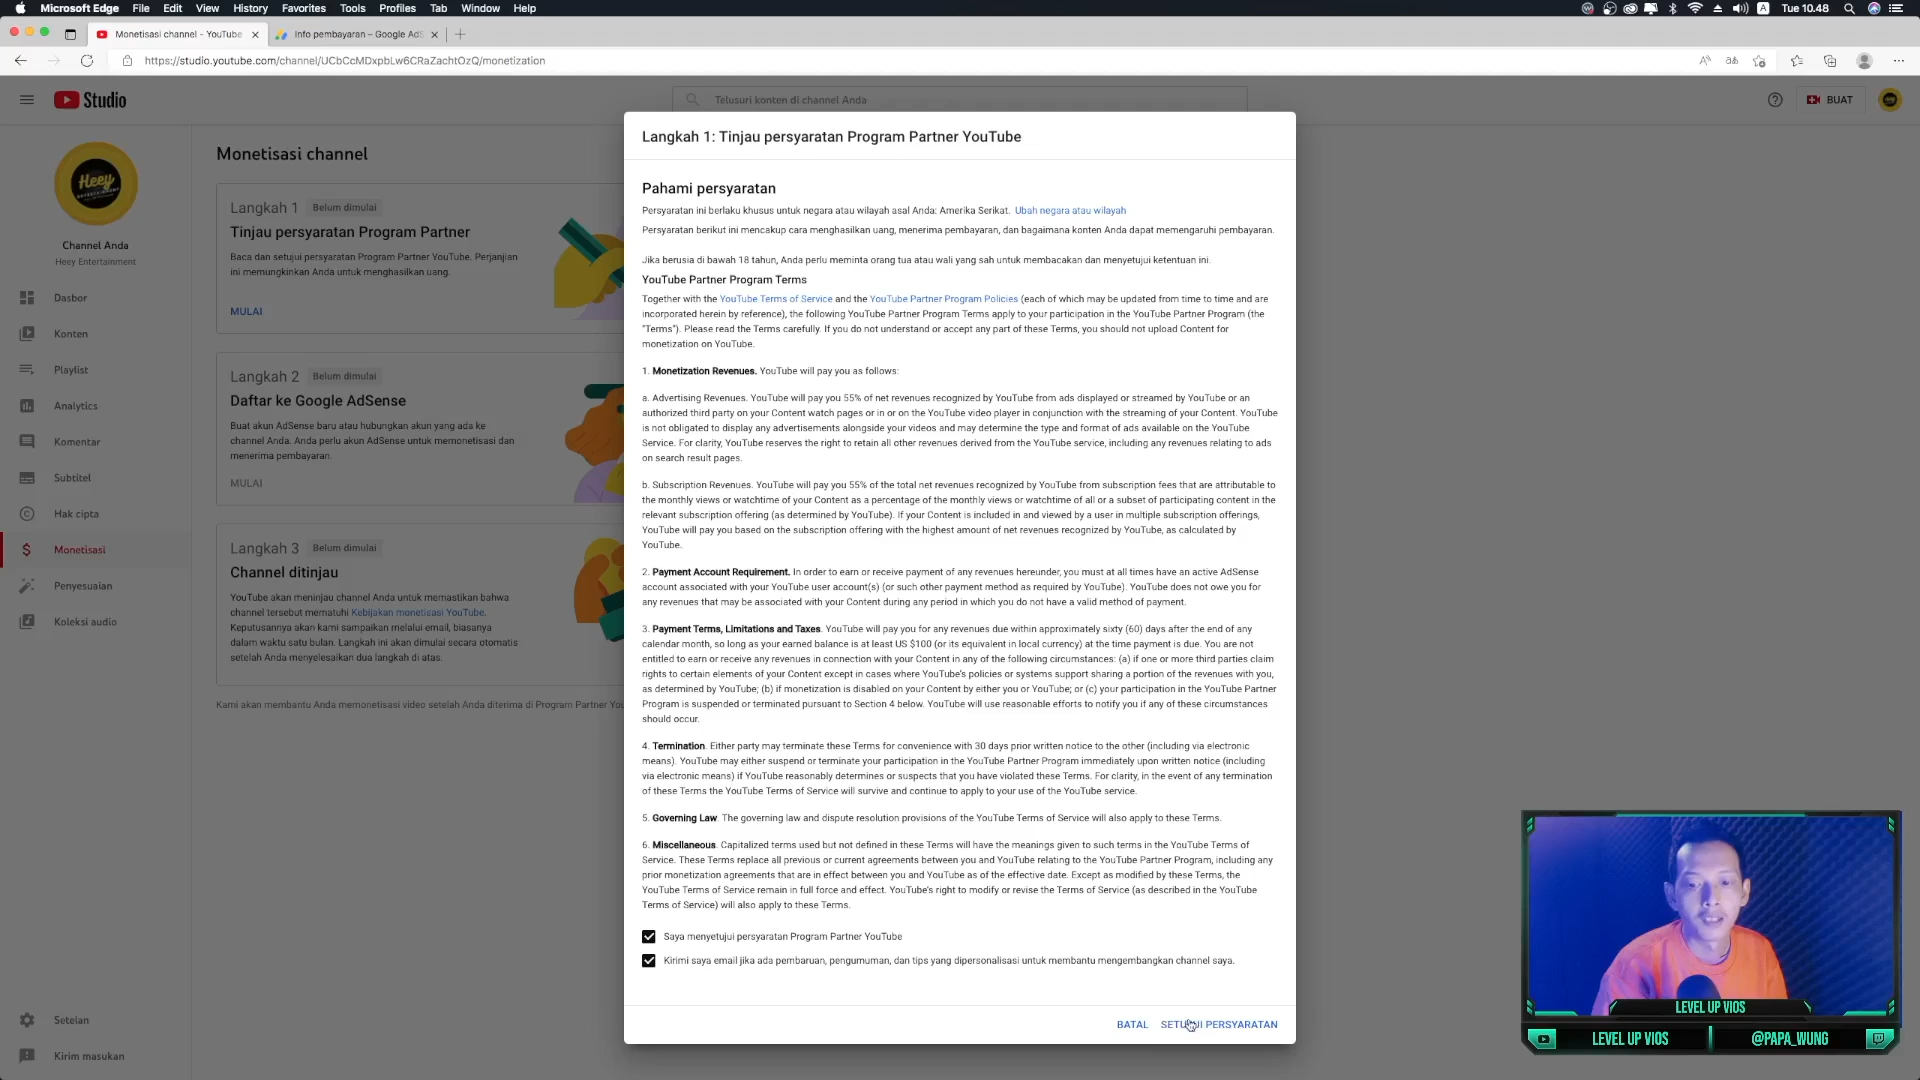 Microsoft Edge File Edit View History Favorites Tools Profiles Tab Window Help
A Tue 10.48
Monetisasi channel - YouTube
Info pembayaran – Google AdS
https://studio.youtube.com/channel/UCbCcMDxpbLw6CRaZachtOzQ/monetization
Studio
Telusuri konten di channel Anda
BUAT
Heey
ENTERTAINMENT
Channel Anda
Heey Entertainment
Dasbor
Konten
Playlist
Analytics
Komentar
Subtitel
Hak cipta
Monetisasi
Penyesuaian
Koleksi audio
Setelan
Kirim masukan
Monetisasi channel
Langkah 1 Belum dimulai
Tinjau persyaratan Program Partner
Baca dan setujui persyaratan Program Partner YouTube. Perjanjian
ini memungkinkan Anda untuk menghasilkan uang.
MULAI
Langkah 2 Belum dimulai
Daftar ke Google AdSense
Buat akun AdSense baru atau hubungkan akun yang ada ke
channel Anda. Anda perlu akun AdSense untuk memonetisasi dan
menerima pembayaran.
MULAI
Langkah 3 Belum dimulai
Channel ditinjau
YouTube akan meninjau channel Anda untuk memastikan bahwa
channel tersebut mematuhi Kebijakan monetisasi YouTube.
Keputusannya akan kami sampaikan melalui email, biasanya
dalam waktu satu bulan. Langkah ini akan dimulai secara otomatis
setelah Anda menyelesaikan dua langkah di atas.
Kami akan membantu Anda memonetisasi video setelah Anda diterima di Program Partner You
Langkah 1: Tinjau persyaratan Program Partner YouTube
Pahami persyaratan
Persyaratan ini berlaku khusus untuk negara atau wilayah asal Anda: Amerika Serikat. Ubah negara atau wilayah
Persyaratan berikut ini mencakup cara menghasilkan uang, menerima pembayaran, dan bagaimana konten Anda dapat memengaruhi pembayaran.
Jika berusia di bawah 18 tahun, Anda perlu meminta orang tua atau wali yang sah untuk membacakan dan menyetujui ketentuan ini.
YouTube Partner Program Terms
Together with the YouTube Terms of Service and the YouTube Partner Program Policies (each of which may be updated from time to time and are
incorporated herein by reference), the following YouTube Partner Program Terms apply to your participation in the YouTube Partner Program (the
"Terms"). Please read the Terms carefully. If you do not understand or accept any part of these Terms, you should not upload Content for
monetization on YouTube.
1. Monetization Revenues. YouTube will pay you as follows:
a. Advertising Revenues. YouTube will pay you 55% of net revenues recognized by YouTube from ads displayed or streamed by YouTube or an
authorized third party on your Content watch pages or in or on the YouTube video player in conjunction with the streaming of your Content. YouTube
is not obligated to display any advertisements alongside your videos and may determine the type and format of ads available on the YouTube
Service. For clarity, YouTube reserves the right to retain all other revenues derived from the YouTube service, including any revenues relating to ads
on search result pages.
b. Subscription Revenues. YouTube will pay you 55% of the total net revenues recognized by YouTube from subscription fees that are attributable to
the monthly views or watchtime of your Content as a percentage of the monthly views or watchtime of all or a subset of participating content in the
relevant subscription offering (as determined by YouTube). If your Content is included in and viewed by a user in multiple subscription offerings,
YouTube will pay you based on the subscription offering with the highest amount of net revenues recognized by YouTube, as calculated by
YouTube.
2. Payment Account Requirement. In order to earn or receive payment of any revenues hereunder, you must at all times have an active AdSense
account associated with your YouTube user account(s) (or such other payment method as required by YouTube). YouTube does not owe you for
any revenues that may be associated with your Content during any period in which you do not have a valid method of payment.
3. Payment Terms, Limitations and Taxes. YouTube will pay you for any revenues due within approximately sixty (60) days after the end of any
calendar month, so long as your earned balance is at least US $100 (or its equivalent in local currency) at the time payment is due. You are not
entitled to earn or receive any revenues in connection with your Content in any of the following circumstances: (a) if one or more third parties claim
rights to certain elements of your Content except in cases where YouTube's policies or systems support sharing a portion of the revenues with you,
as determined by YouTube; (b) if monetization is disabled on your Content by either you or YouTube; or (c) your participation in the YouTube Partner
Program is suspended or terminated pursuant to Section 4 below. YouTube will use reasonable efforts to notify you if any of these circumstances
should occur.
4. Termination. Either party may terminate these Terms for convenience with 30 days prior written notice to the other (including via electronic
means). YouTube may either suspend or terminate your participation in the YouTube Partner Program immediately upon written notice (including
via electronic means) if YouTube reasonably determines or suspects that you have violated these Terms. For clarity, in the event of any termination
of these Terms the YouTube Terms of Service will survive and continue to apply to your use of the YouTube service.
5. Governing Law. The governing law and dispute resolution provisions of the YouTube Terms of Service will also apply to these Terms.
6. Miscellaneous. Capitalized terms used but not defined in these Terms will have the meanings given to such terms in the YouTube Terms of
Service. These Terms replace all previous or current agreements between you and YouTube relating to the YouTube Partner Program, including any
prior monetization agreements that are in effect between you and YouTube as of the effective date. Except as modified by these Terms, the
YouTube Terms of Service remain in full force and effect. YouTube's right to modify or revise the Terms of Service (as described in the YouTube
Terms of Service) will also apply to these Terms.
Saya menyetujui persyaratan Program Partner YouTube
Kirimi saya email jika ada pembaruan, pengumuman, dan tips yang dipersonalisasi untuk membantu mengembangkan channel saya.
BATAL SETUJUI PERSYARATAN
LEVEL UP VIOS
LEVEL UP VIOS @PAPA_WUNG